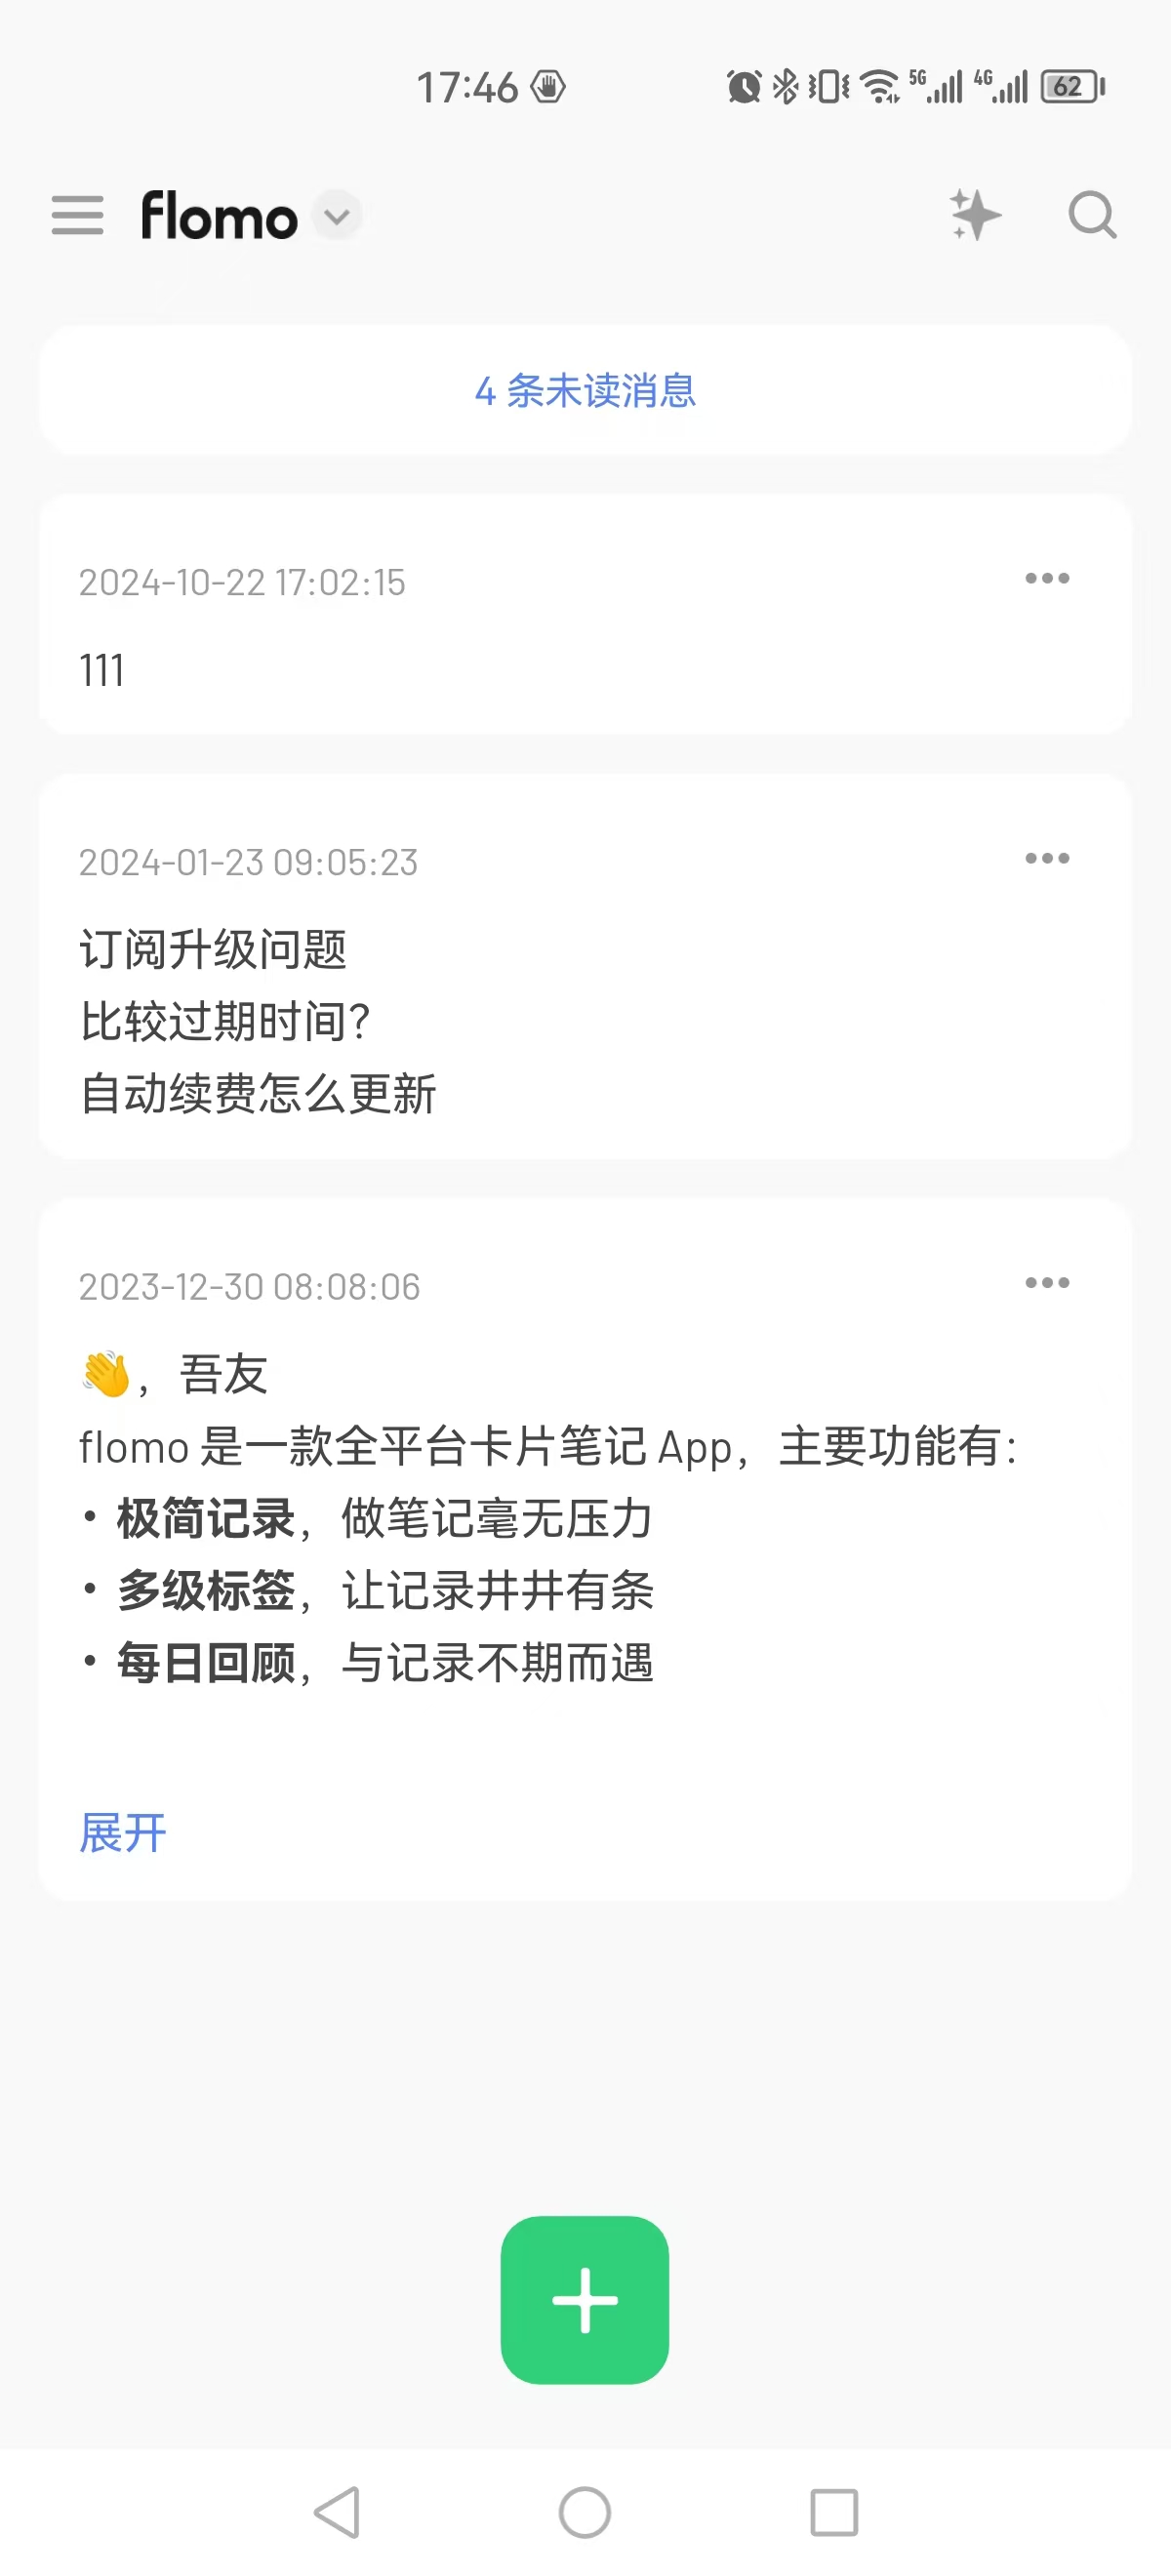 17:46
5G 4G 62
flomo
4 条未读消息
2024-10-22 17:02:15
111
2024-01-23 09:05:23
订阅升级问题
比较过期时间?
自动续费怎么更新
2023-12-30 08:08:06
👋，吾友
flomo 是一款全平台卡片笔记 App，主要功能有:
• 极简记录，做笔记毫无压力
• 多级标签，让记录井井有条
• 每日回顾，与记录不期而遇
展开